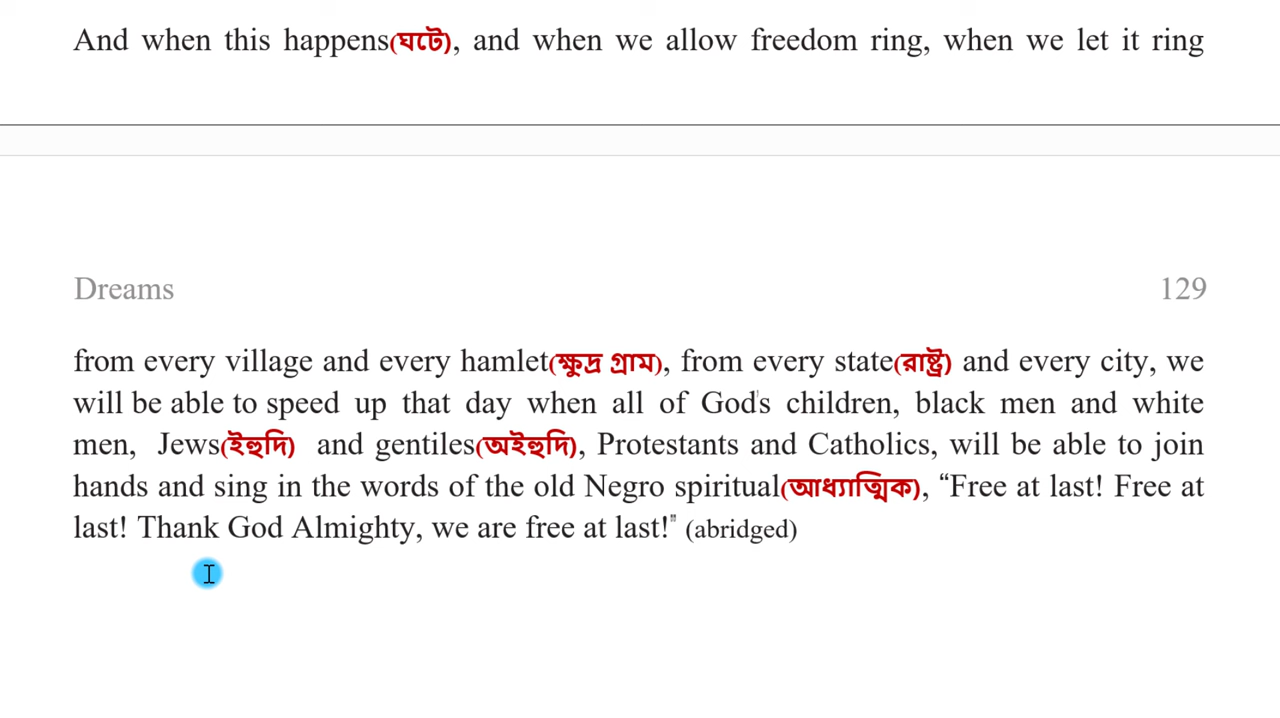 And when this happens(ঘটে), and when we allow freedom ring, when we let it ring
Dreams 129
from every village and every hamlet(ক্ষুদ্র গ্রাম), from every state(রাষ্ট্র) and every city, we
will be able to speed up that day when all of God's children, black men and white
men, Jews(ইহুদি) and gentiles(অইহুদি), Protestants and Catholics, will be able to join
hands and sing in the words of the old Negro spiritual(আধ্যাত্মিক), “Free at last! Free at
last! Thank God Almighty, we are free at last!" (abridged)